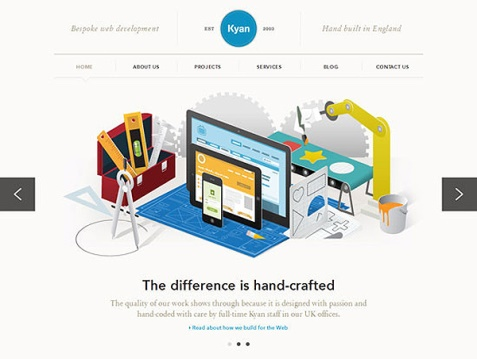 Bespoke web development
EST Kyan 2003
Hand built in England
HOME ABOUT US PROJECTS SERVICES BLOG CONTACT US
The difference is hand-crafted
The quality of our work shows through because it is designed with passion and
hand-coded with care by full-time Kyan staff in our UK offices.
Read about how we build for the Web